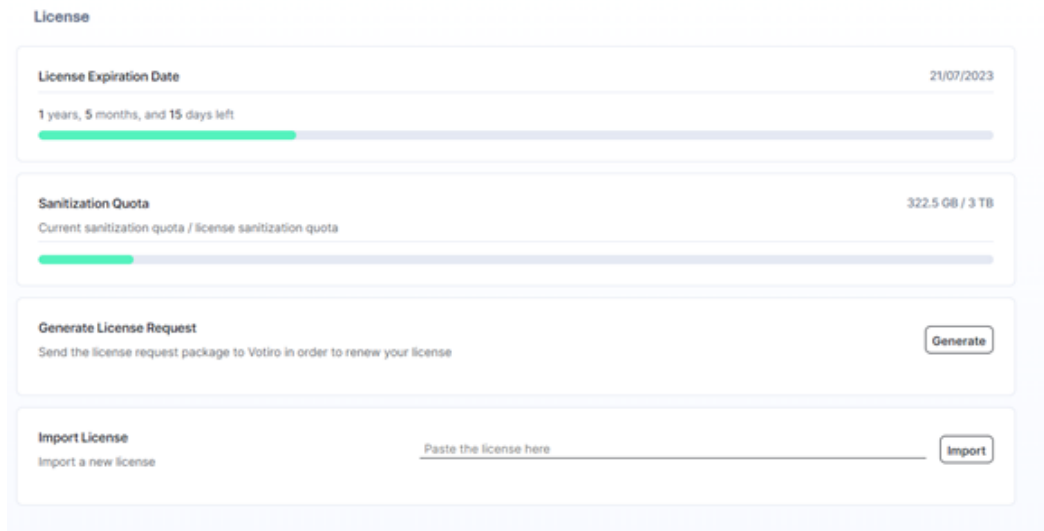 License
License Expiration Date
21/07/2023
1 years, 5 months, and 15 days left
Sanitization Quota
322.5 GB / 3 TB
Current sanitization quota / license sanitization quota
Generate License Request
Send the license request package to Votiro in order to renew your license
Generate
Import License
Import a new license
Paste the license here
Import